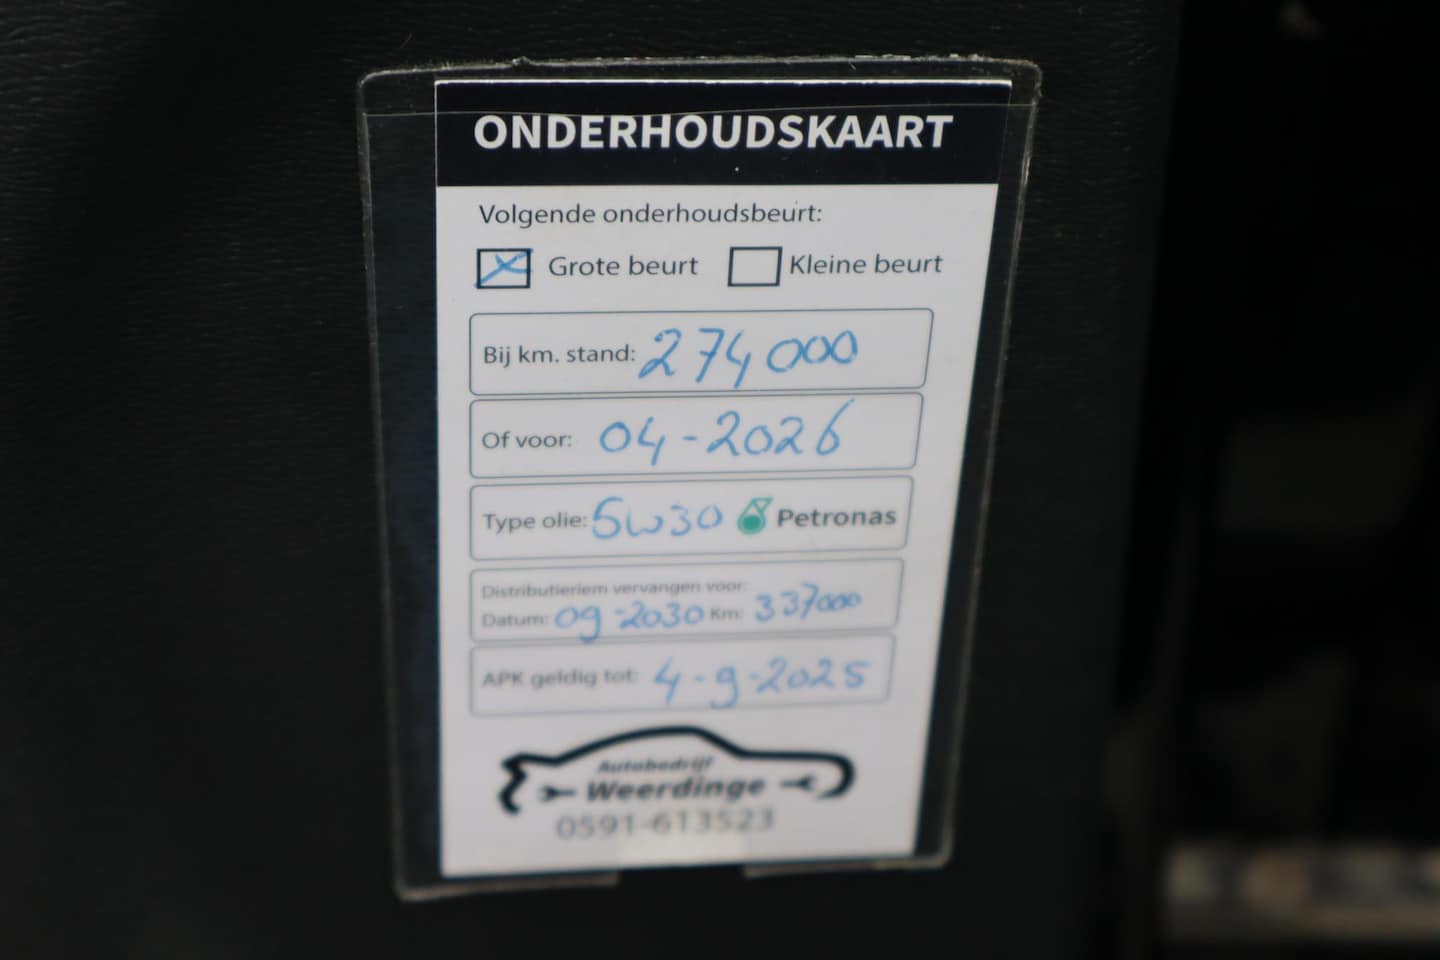 ONDERHOUDSKAART
Volgende onderhoudsbeurt:
Grote beurt Kleine beurt
Bij km. stand: 274000
Of voor: 04-2026
Type olie: 5W30 Petronas
Distributieriem vervangen voor:
Datum: 09-2030 Km: 337000
APK geldig tot: 4-9-2025
Autobedrijf
Weerdinge
0591-613523